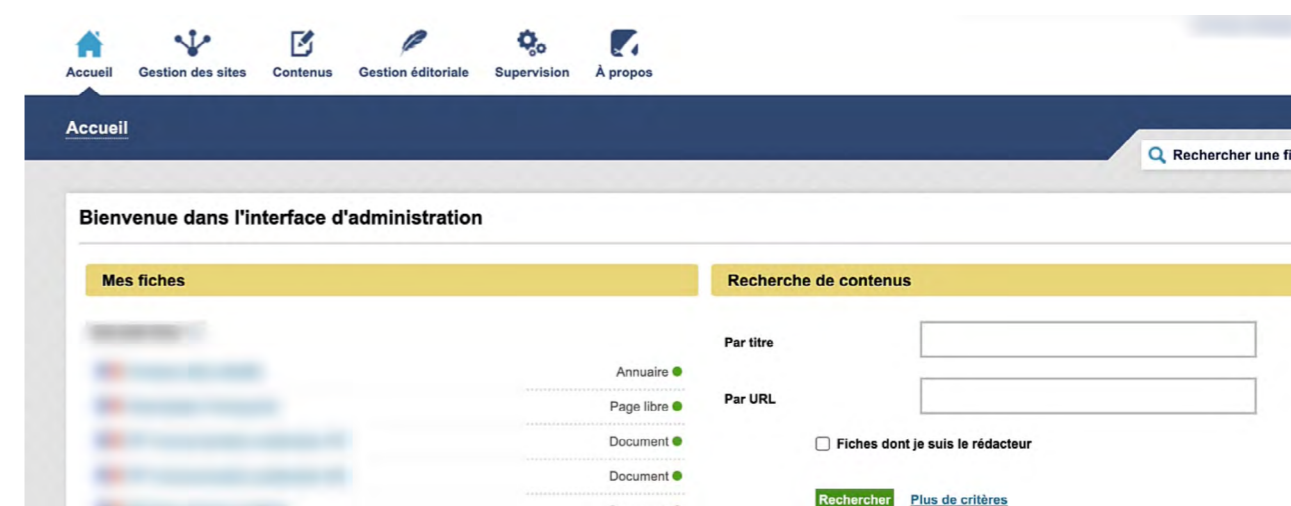 Accueil
Gestion des sites
Contenus
Gestion éditoriale
Supervision
À propos
Accueil
Rechercher une fi
Bienvenue dans l'interface d'administration
Mes fiches
Annuaire
Page libre
Document
Document
Recherche de contenus
Par titre
Par URL
Fiches dont je suis le rédacteur
Rechercher
Plus de critères